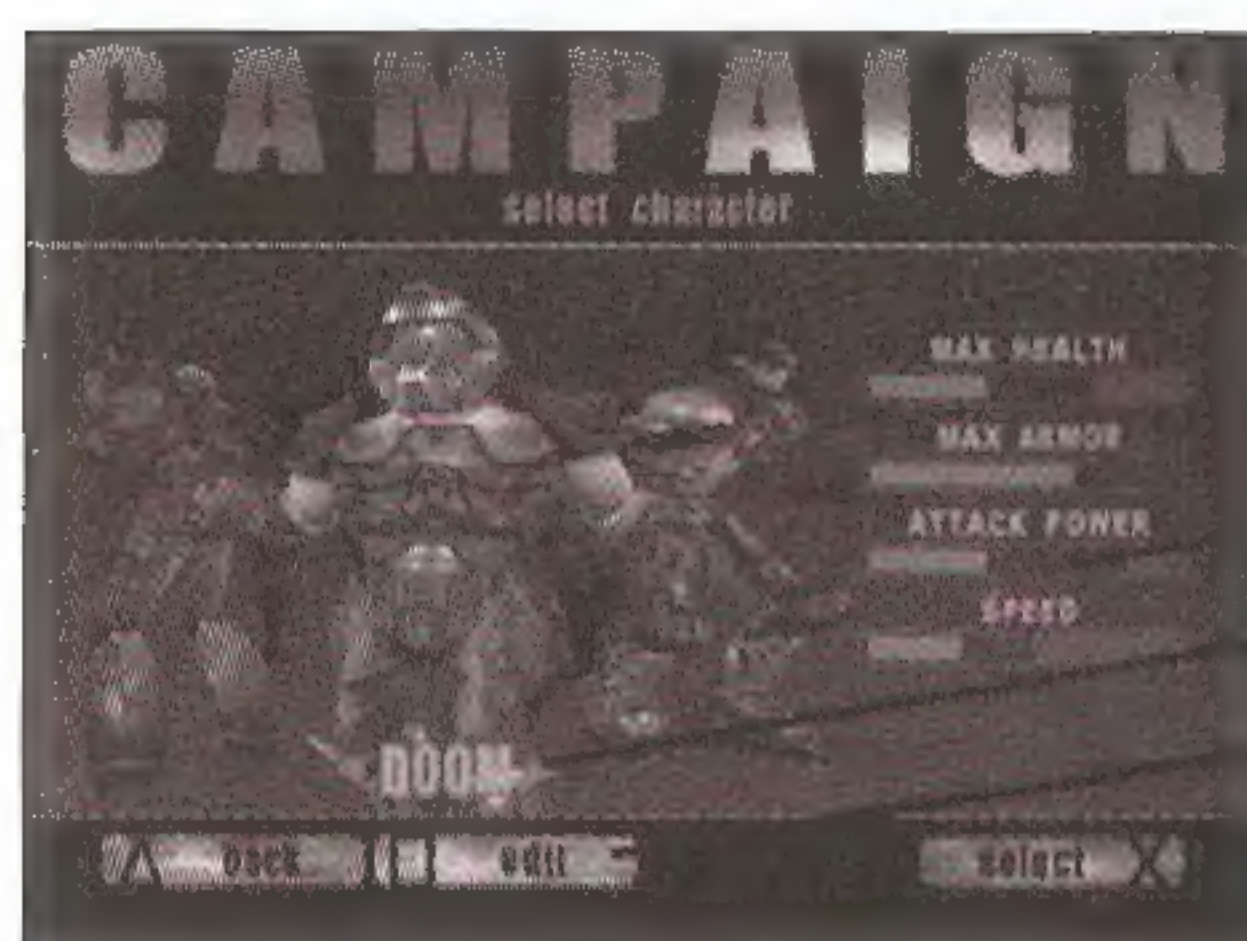 CAMPAIGN
select character
MAX HEALTH
MAX ARMOR
ATTACK POWER
SPEED
DOOM
back edit select